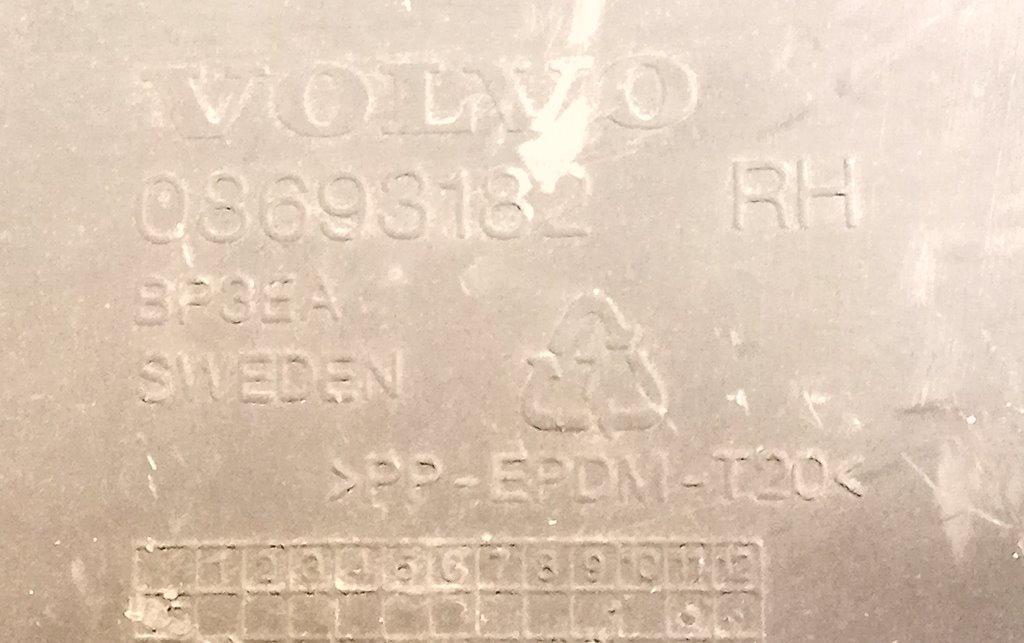 VOLVO
08693182 RH
BP3EA
SWEDEN
>PP-EPDM-T20<
1 2 3 4 5 6 7 8 9 10 11 12